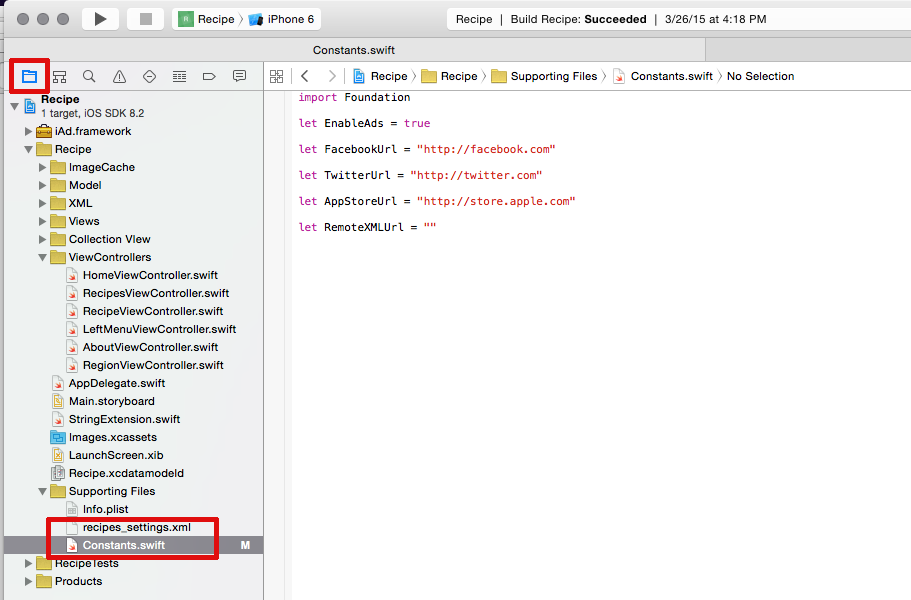 Recipe iPhone 6
Recipe | Build Recipe: Succeeded | 3/26/15 at 4:18 PM
Constants.swift
Recipe Recipe Supporting Files Constants.swift No Selection
Recipe
1 target, iOS SDK 8.2
iAd.framework
Recipe
ImageCache
Model
XML
Views
Collection View
ViewControllers
HomeViewController.swift
RecipesViewController.swift
RecipeViewController.swift
LeftMenuViewController.swift
AboutViewController.swift
RegionViewController.swift
AppDelegate.swift
Main.storyboard
StringExtension.swift
Images.xcassets
LaunchScreen.xib
Recipe.xcdatamodeld
Supporting Files
Info.plist
recipes_settings.xml
Constants.swift M
RecipeTests
Products
import Foundation
let EnableAds = true
let FacebookUrl = "http://facebook.com"
let TwitterUrl = "http://twitter.com"
let AppStoreUrl = "http://store.apple.com"
let RemoteXMLUrl = ""